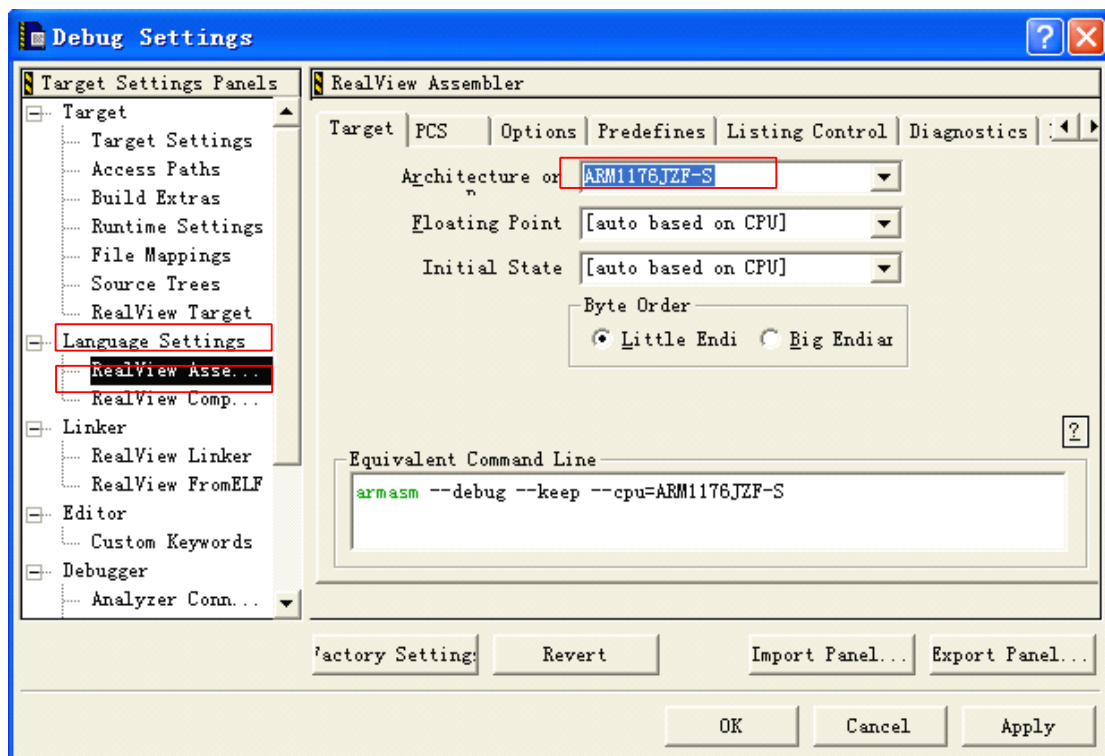 Debug Settings
Target Settings Panels
Target
Target Settings
Access Paths
Build Extras
Runtime Settings
File Mappings
Source Trees
RealView Target
Language Settings
RealView Asse...
RealView Comp...
Linker
RealView Linker
RealView FromELF
Editor
Custom Keywords
Debugger
Analyzer Conn...
RealView Assembler
Target PCS Options Predefines Listing Control Diagnostics
Architecture or ARM1176JZF-S
Floating Point [auto based on CPU]
Initial State [auto based on CPU]
Byte Order
Little Endi Big Endiar
?
Equivalent Command Line
armasm --debug --keep --cpu=ARM1176JZF-S
actory Setting Revert Import Panel... Export Panel...
OK Cancel Apply